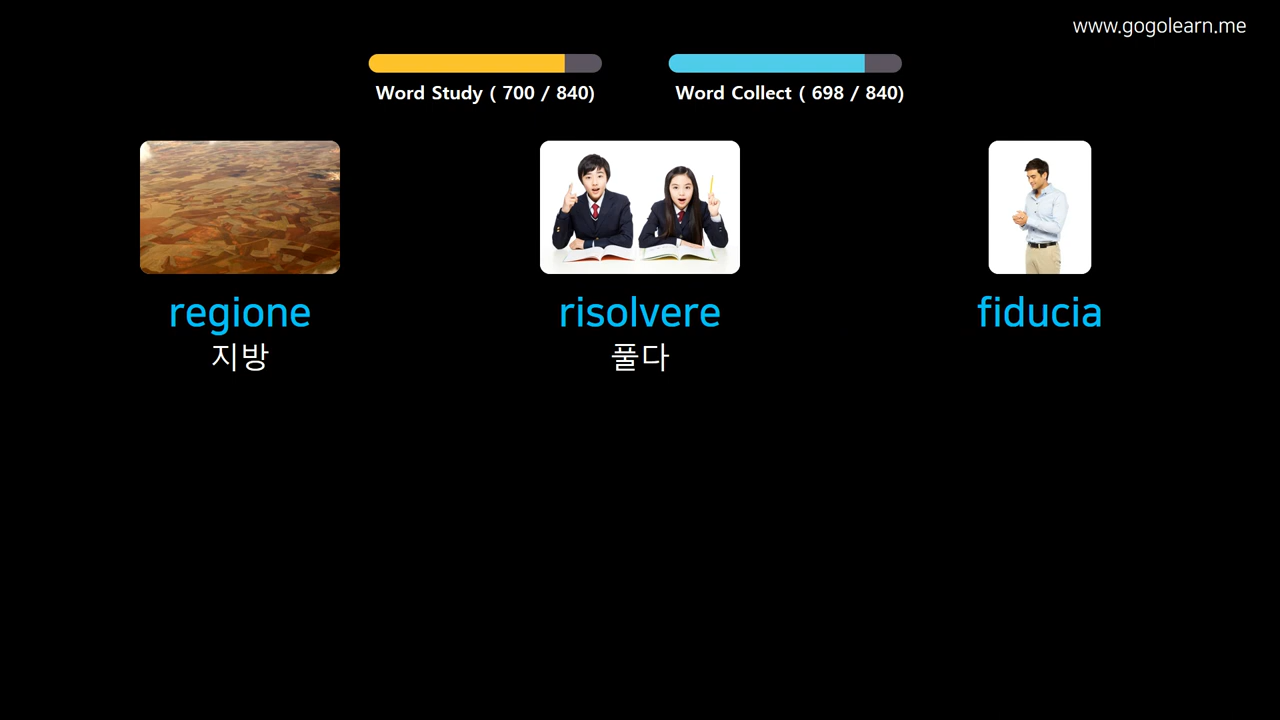 www.gogolearn.me
Word Study ( 700 / 840)
Word Collect ( 698 / 840)
regione
지방
risolvere
풀다
fiducia